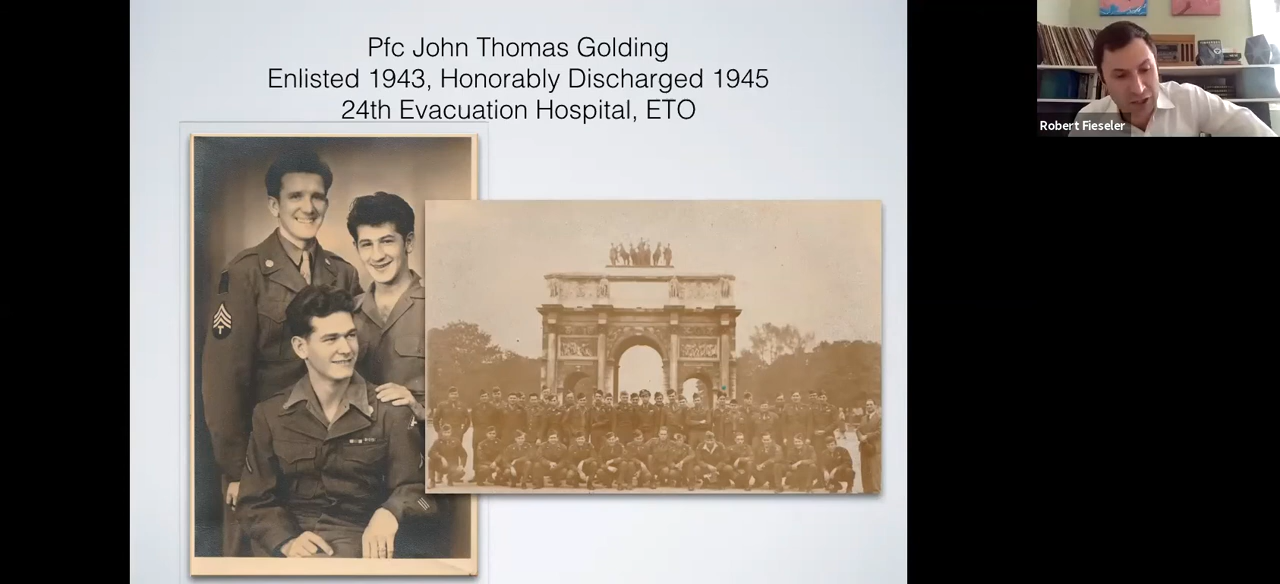 Pfc John Thomas Golding
Enlisted 1943, Honorably Discharged 1945
24th Evacuation Hospital, ETO
Robert Fieseler